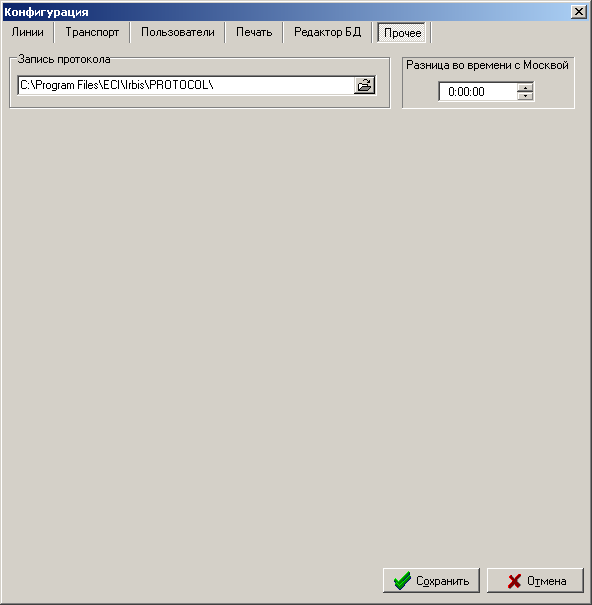 Конфигурация
Линии Транспорт Пользователи Печать Редактор БД Прочее
Запись протокола
Разница во времени с Москвой
C:\Program Files\ECI\Irbis\PROTOCOL\
0:00:00
Сохранить Отмена